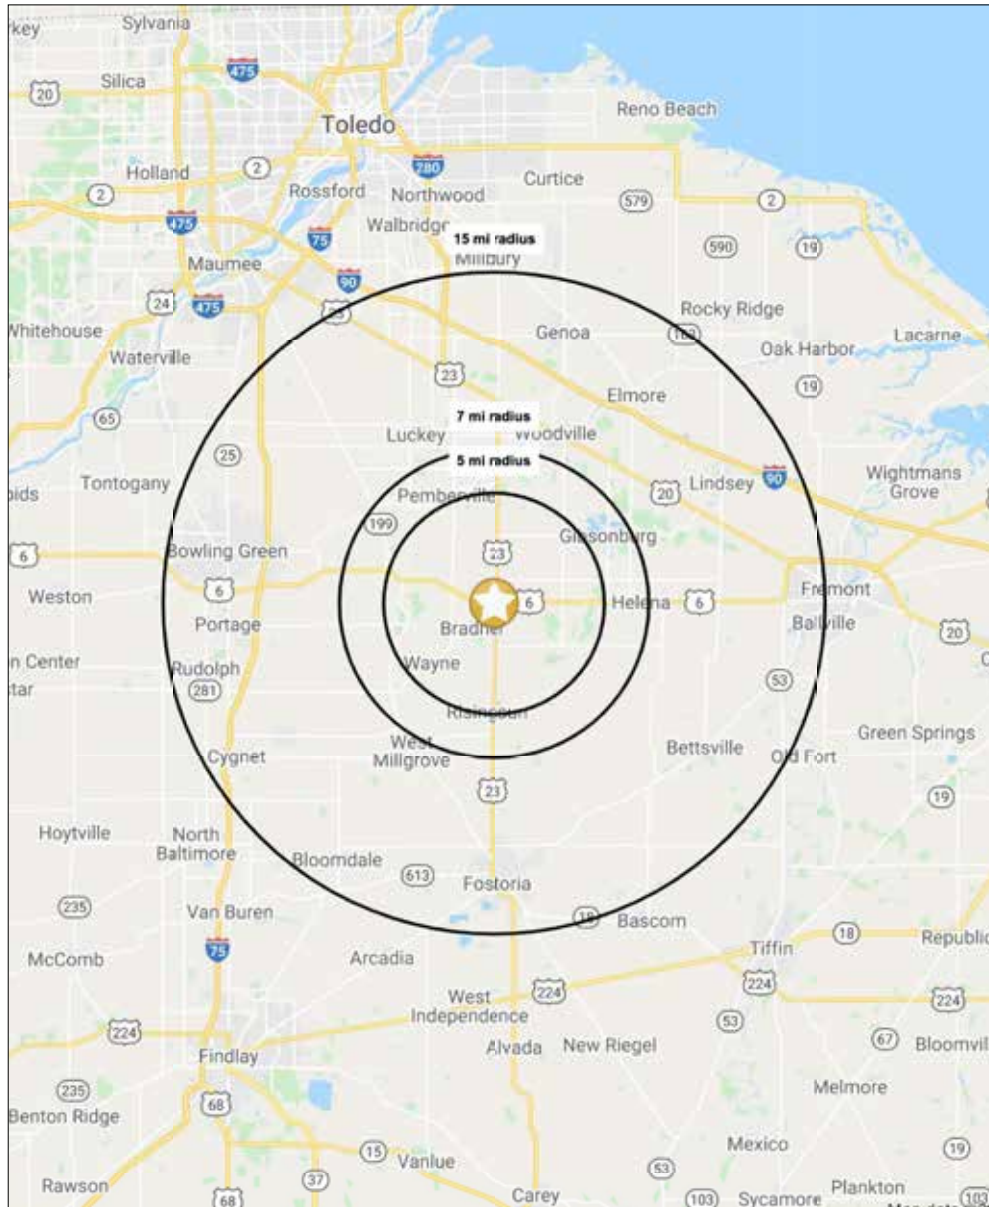 Sylvania
475
Silica
20
Reno Beach
Toledo
Holland
2
280
2
Rossford
Northwood
Curtice
579
2
475
75
Walbridge
15 mi radius
590
19
Maumee
Millbury
90
24
475
23
Rocky Ridge
Whitehouse
Genoa
Lacarne
Waterville
Oak Harbor
23
19
Elmore
65
7 mi radius
25
Luckey
Woodville
5 mi radius
Wightmans
Grove
Tontogany
Pemberville
20
Lindsey
90
199
Gibsonburg
6
Bowling Green
23
6
Weston
6
Helena
6
Fremont
Portage
Bradner
Ballville
20
Wayne
Rudolph
281
53
Risingsun
West
Millgrove
Bettsville
Green Springs
Cygnet
Old Fort
23
19
Hoytville
North
Baltimore
Bloomdale
613
Fostoria
235
Van Buren
18
Bascom
75
18
McComb
Arcadia
Tiffin
224
224
224
West
Independence
53
224
Findlay
Alvada
New Riegel
67
235
68
Melmore
Benton Ridge
Mexico
15
Vanlue
19
53
Rawson
37
68
Carey
103
Sycamore
Plankton
103